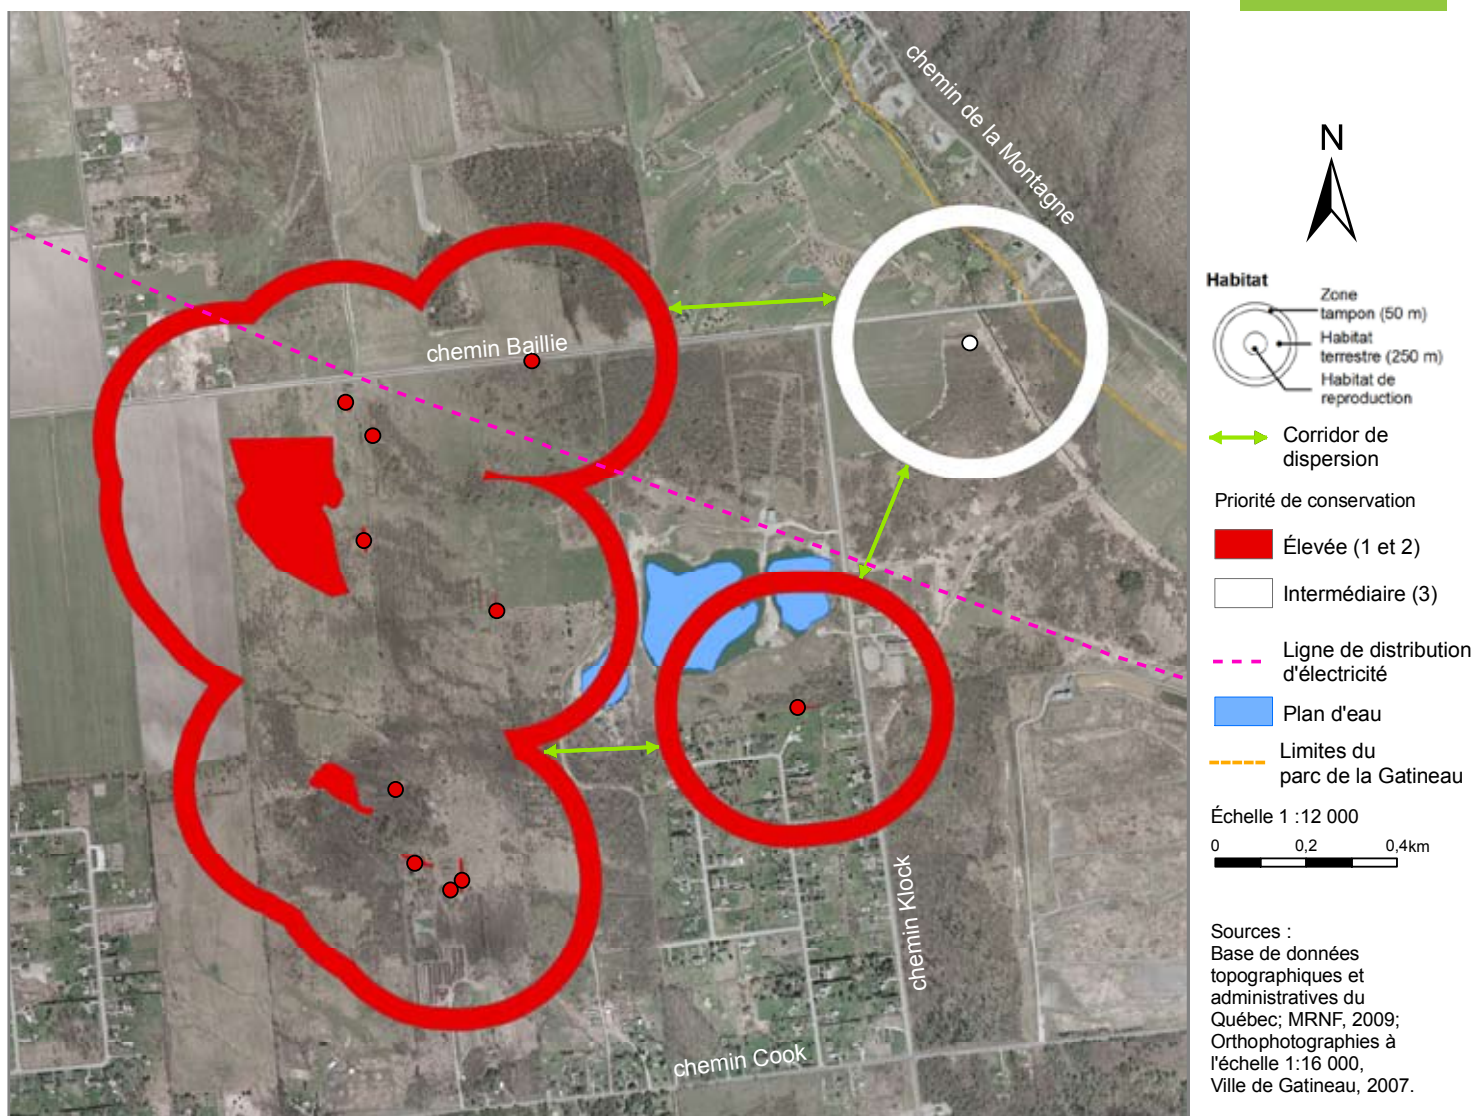 chemin de la Montagne
chemin Baillie
chemin Klock
chemin Cook
N
Habitat
Zone
tampon (50 m)
Habitat
terrestre (250 m)
Habitat de
reproduction
Corridor de
dispersion
Priorité de conservation
Élevée (1 et 2)
Intermédiaire (3)
Ligne de distribution
d'électricité
Plan d'eau
Limites du
parc de la Gatineau
Échelle 1 :12 000
0 0,2 0,4km
Sources :
Base de données
topographiques et
administratives du
Québec; MRNF, 2009;
Orthophotographies à
l'échelle 1:16 000,
Ville de Gatineau, 2007.